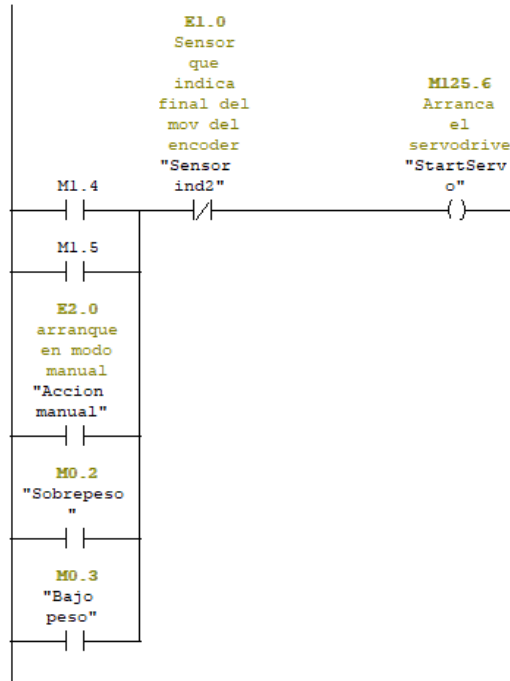 E1.0
Sensor
que
indica
final del
mov del
encoder
"Sensor
ind2"
M125.6
Arranca
el
servodrive
"StartServ
o"
M1.4
M1.5
E2.0
arranque
en modo
manual
"Accion
manual"
M0.2
"Sobrepeso
"
M0.3
"Bajo
peso"